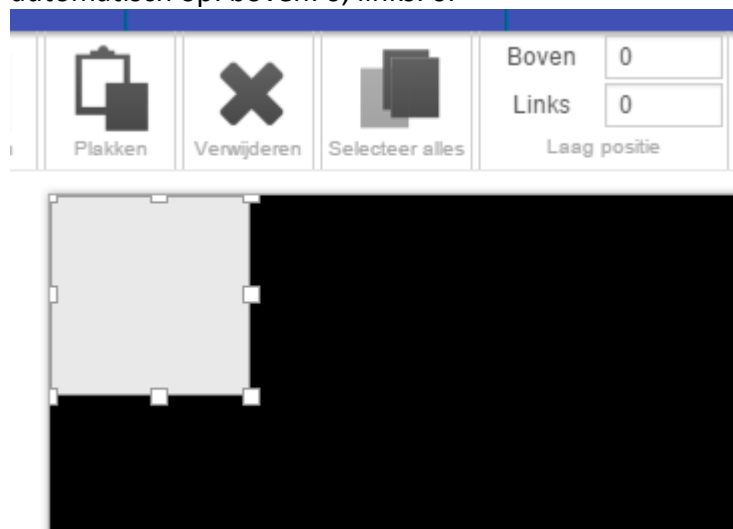 automatisch op: boven: 0, links: 0.
Boven 0
Links 0
Plakken Verwijderen Selecteer alles Laag positie